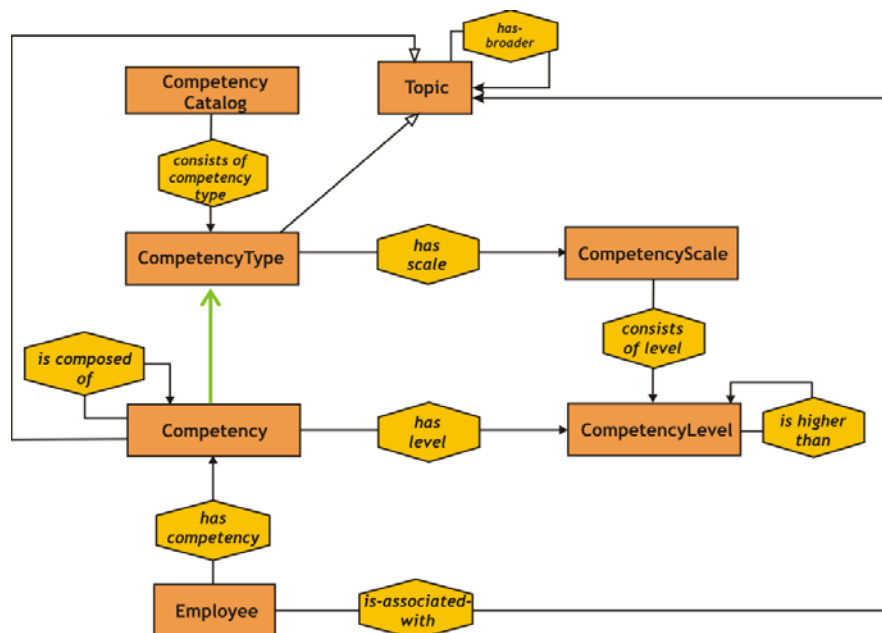 has-
broader
Competency
Catalog
Topic
consists of
competency
type
CompetencyType
has
scale
CompetencyScale
consists
of level
is composed
of
Competency
has
level
CompetencyLevel
is higher
than
has
competency
Employee
is-associated-
with